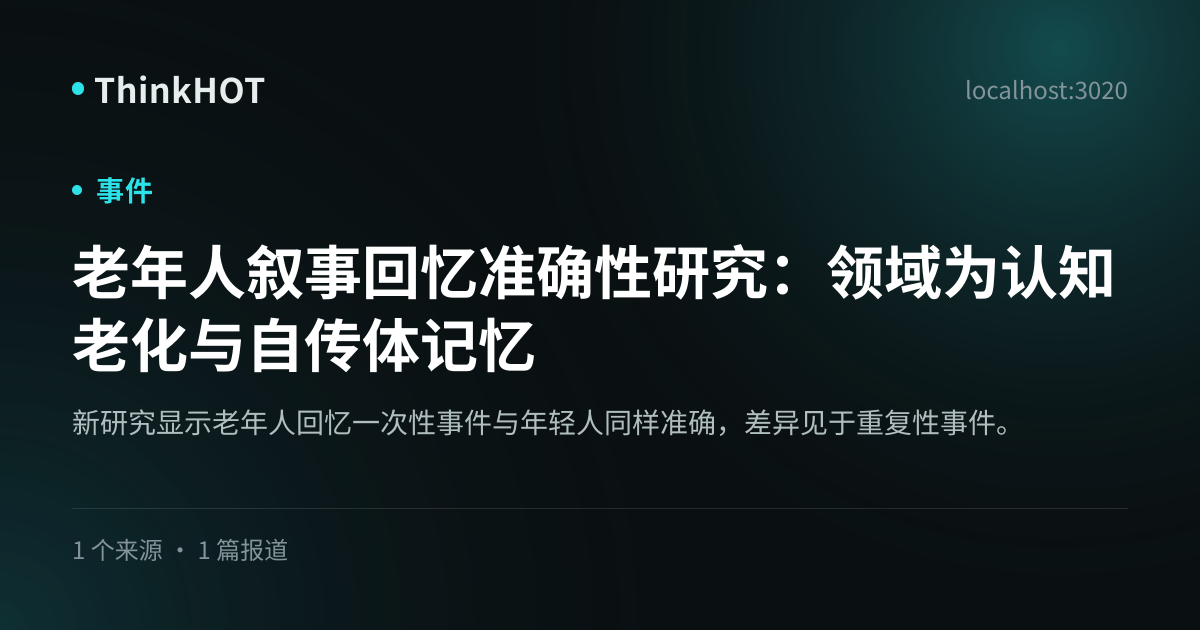 ThinkHOT
localhost:3020
事件
老年人叙事回忆准确性研究：领域为认知
老化与自传体记忆
新研究显示老年人回忆一次性事件与年轻人同样准确，差异见于重复性事件。
1 个来源 · 1 篇报道